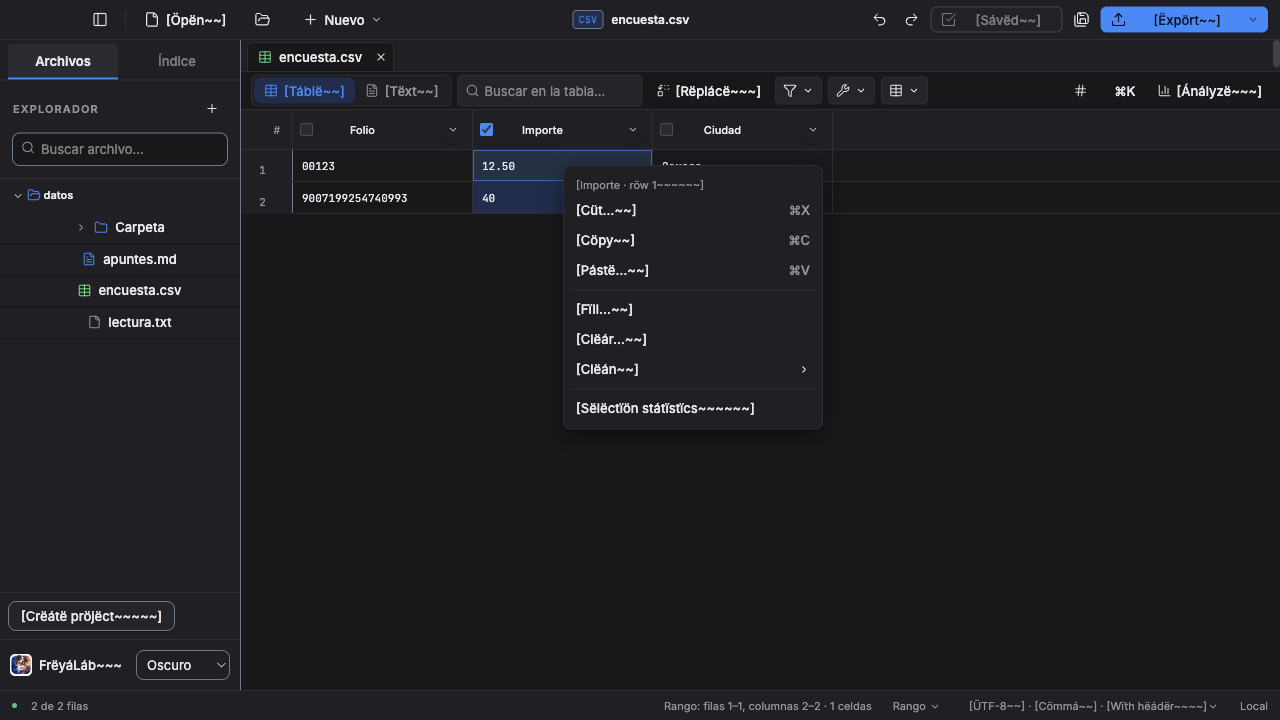 [Öpën~~]
Nuevo
CSV encuesta.csv
[Sávëd~~]
[Ëxpört~~]
Archivos
Índice
encuesta.csv
[Táblë~~]
[Tëxt~~]
Buscar en la tabla...
[Rëplácë~~~]
#
⌘K
[Ánályzë~~~]
EXPLORADOR
Buscar archivo...
datos
Carpeta
apuntes.md
encuesta.csv
lectura.txt
# Folio Importe Ciudad
1 00123 12.50
2 9007199254740993 40
[Importe · röw 1~~~~~~]
[Cüt...~~] ⌘X
[Cöpy~~] ⌘C
[Pástë...~~] ⌘V
[Fïll...~~]
[Clëár...~~]
[Clëán~~]
[Sëlëctïön státïstïcs~~~~~~]
[Crëátë pröjëct~~~~~]
FrëyáLáb~~~
Oscuro
2 de 2 filas
Rango: filas 1–1, columnas 2–2 · 1 celdas
Rango
[ÜTF-8~~] · [Cömmá~~] · [Wïth hëádër~~~~]
Local